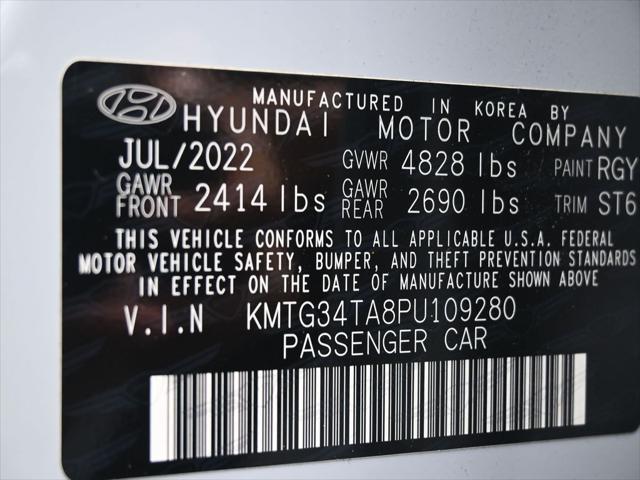 MANUFACTURED IN KOREA BY
HYUNDAI MOTOR COMPANY
JUL/2022 GVWR 4828 lbs PAINT RGY
GAWR FRONT 2414 lbs GAWR REAR 2690 lbs TRIM ST6
THIS VEHICLE CONFORMS TO ALL APPLICABLE U.S.A. FEDERAL
MOTOR VEHICLE SAFETY, BUMPER, AND THEFT PREVENTION STANDARDS
IN EFFECT ON THE DATE OF MANUFACTURE SHOWN ABOVE
V.I.N KMTG34TA8PU109280
PASSENGER CAR